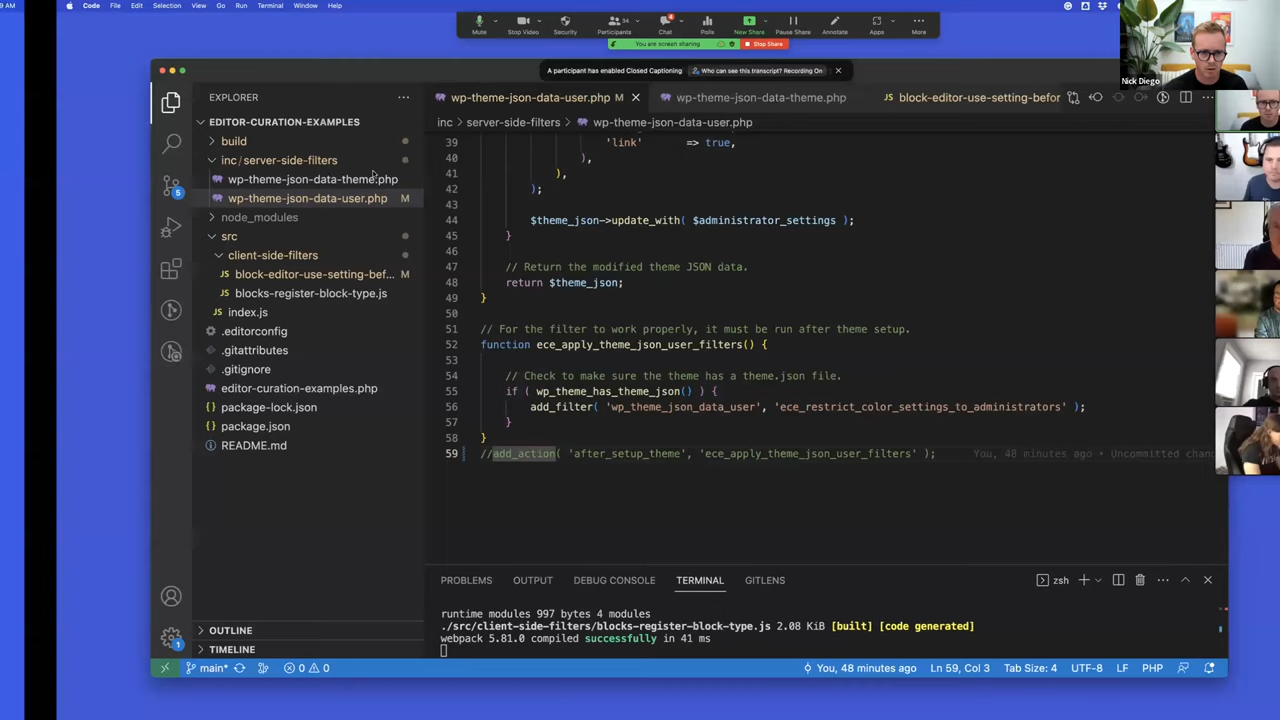 9 AM
Code File Edit Selection View Go Run Terminal Window Help
Mute Stop Video Security Participants 34 Chat 4 Polls New Share Pause Share Annotate Apps More
You are screen sharing Stop Share
A participant has enabled Closed Captioning Who can see this transcript? Recording On
Nick Diego
EXPLORER
EDITOR-CURATION-EXAMPLES
build
inc / server-side-filters
wp-theme-json-data-theme.php
wp-theme-json-data-user.php M
node_modules
src
client-side-filters
block-editor-use-setting-bef... M
blocks-register-block-type.js
index.js
.editorconfig
.gitattributes
.gitignore
editor-curation-examples.php
package-lock.json
package.json
README.md
OUTLINE
TIMELINE
5
1
wp-theme-json-data-user.php M wp-theme-json-data-theme.php block-editor-use-setting-befor
inc > server-side-filters > wp-theme-json-data-user.php
39 'link' => true,
40 ),
41 ),
42 );
43
44 $theme_json->update_with( $administrator_settings );
45 }
46
47 // Return the modified theme JSON data.
48 return $theme_json;
49 }
50
51 // For the filter to work properly, it must be run after theme setup.
52 function ece_apply_theme_json_user_filters() {
53
54 // Check to make sure the theme has a theme.json file.
55 if ( wp_theme_has_theme_json() ) {
56 add_filter( 'wp_theme_json_data_user', 'ece_restrict_color_settings_to_administrators' );
57 }
58 }
59 //add_action( 'after_setup_theme', 'ece_apply_theme_json_user_filters' ); You, 48 minutes ago • Uncommitted chang
PROBLEMS OUTPUT DEBUG CONSOLE TERMINAL GITLENS zsh
runtime modules 997 bytes 4 modules
./src/client-side-filters/blocks-register-block-type.js 2.08 KiB [built] [code generated]
webpack 5.81.0 compiled successfully in 41 ms
main* 0 0 You, 48 minutes ago Ln 59, Col 3 Tab Size: 4 UTF-8 LF PHP